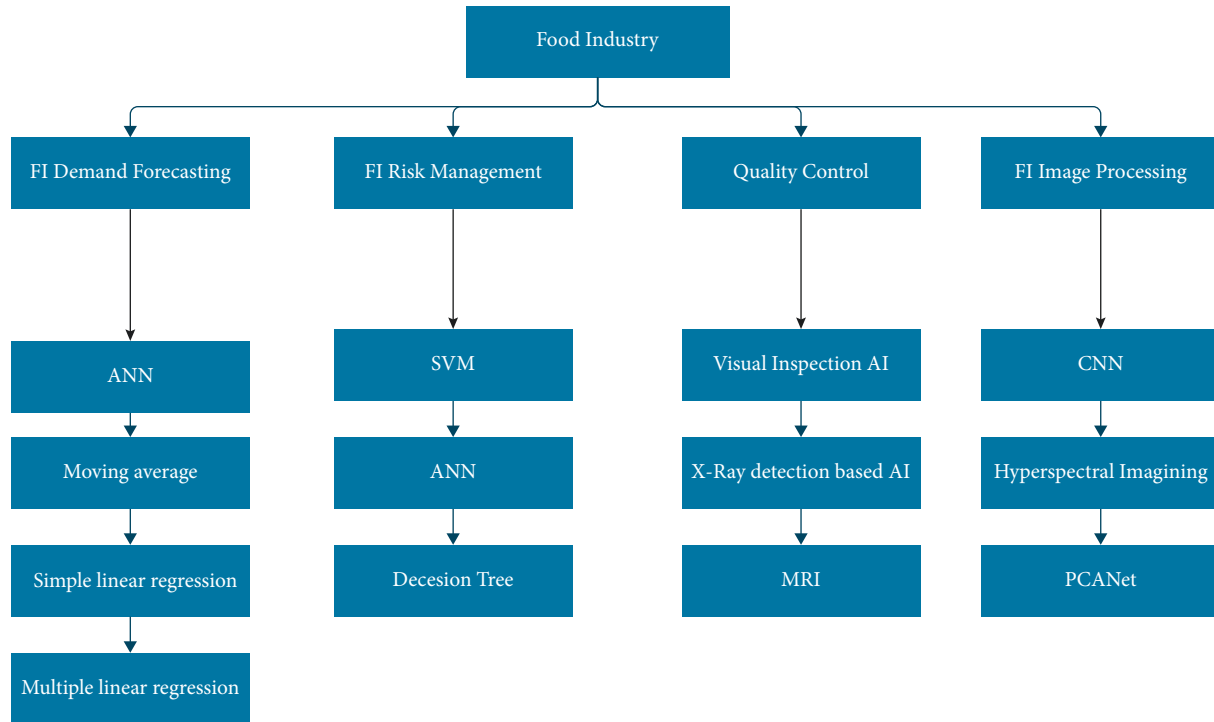 Food Industry
FI Demand Forecasting
FI Risk Management
Quality Control
FI Image Processing
ANN
SVM
Visual Inspection AI
CNN
Moving average
ANN
X-Ray detection based AI
Hyperspectral Imagining
Simple linear regression
Decesion Tree
MRI
PCANet
Multiple linear regression